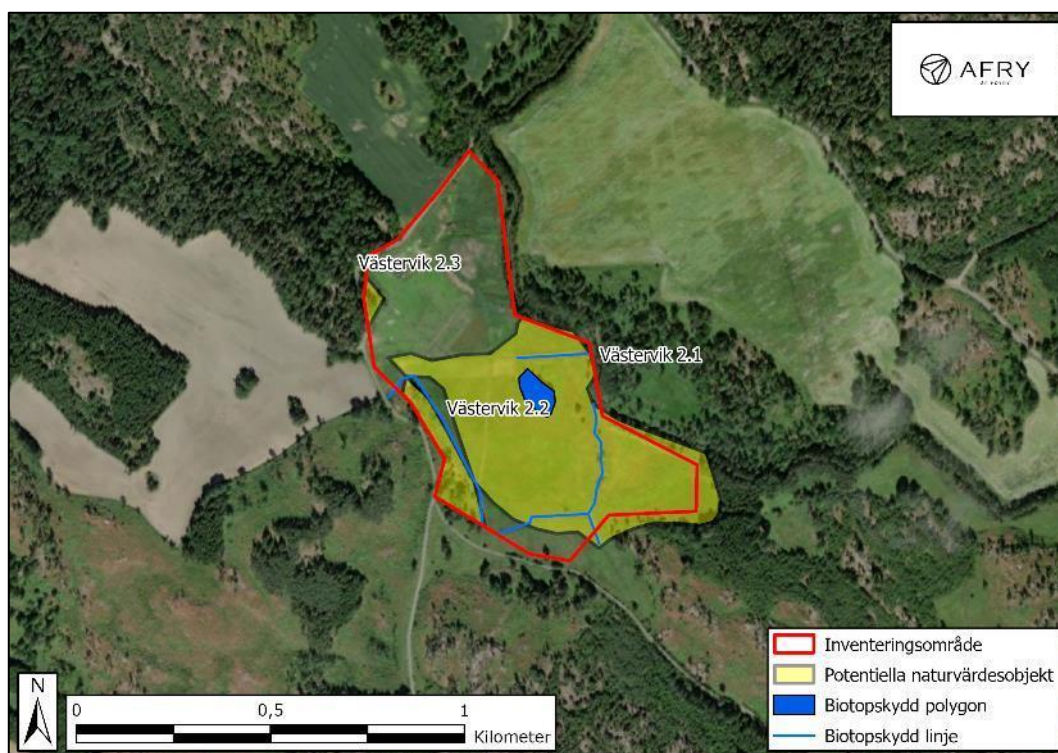 AFRY
Västervik 2.3
Västervik 2.1
Västervik 2.2
Inventeringsområde
Potentiella naturvärdesobjekt
Biotopskydd polygon
Biotopskydd linje
N
0 0,5 1
Kilometer